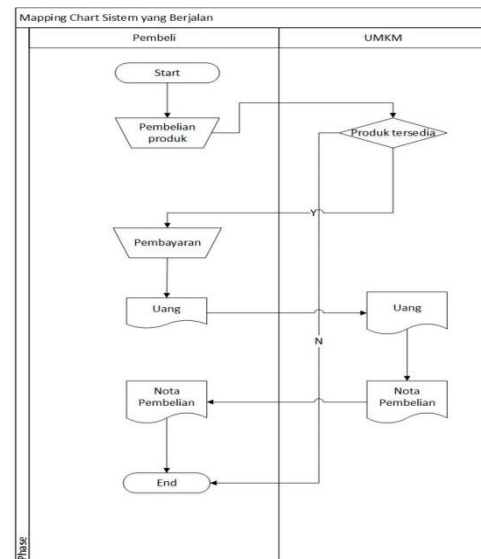 Mapping Chart Sistem yang Berjalan
Pembeli
UMKM
Start
Pembelian
produk
Produk tersedia
Y
Pembayaran
Uang
Uang
N
Nota
Pembelian
Nota
Pembelian
End
Phase